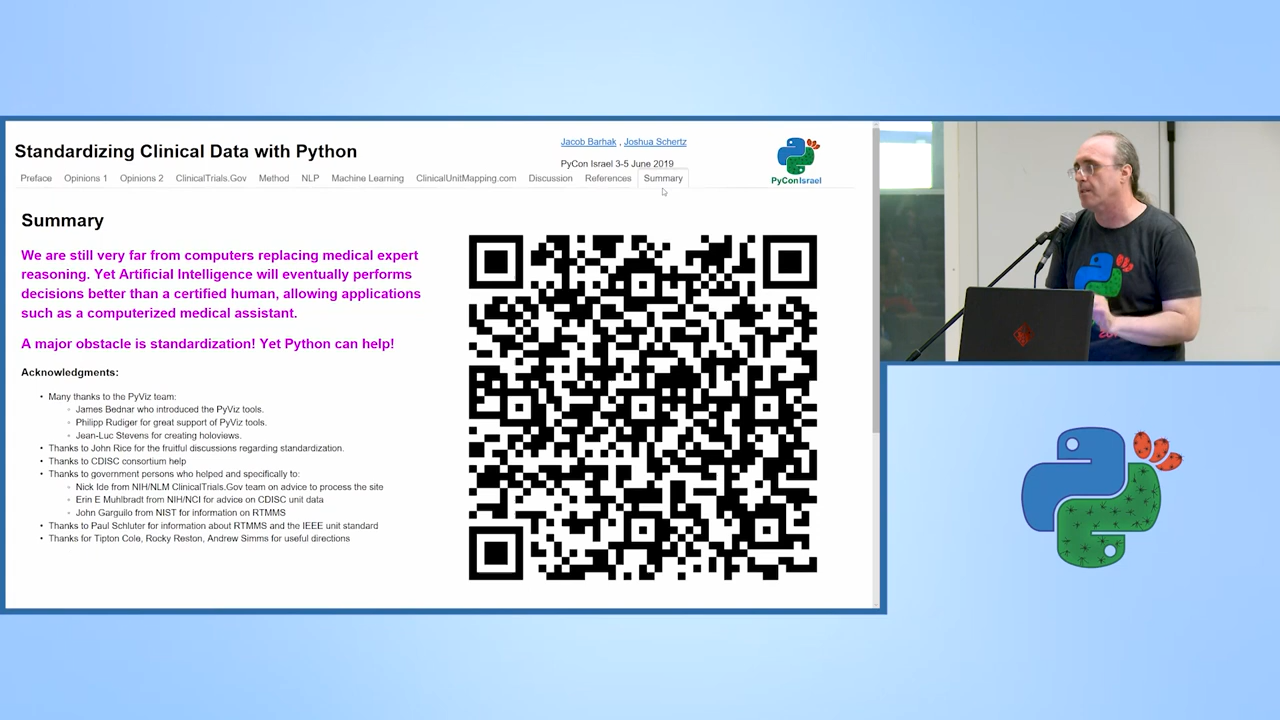 Standardizing Clinical Data with Python
Jacob Barhak , Joshua Schertz
PyCon Israel 3-5 June 2019
PyConIsrael
Preface Opinions 1 Opinions 2 ClinicalTrials.Gov Method NLP Machine Learning ClinicalUnitMapping.com Discussion References Summary
Summary
We are still very far from computers replacing medical expert
reasoning. Yet Artificial Intelligence will eventually performs
decisions better than a certified human, allowing applications
such as a computerized medical assistant.
A major obstacle is standardization! Yet Python can help!
Acknowledgments:
Many thanks to the PyViz team:
James Bednar who introduced the PyViz tools.
Philipp Rudiger for great support of PyViz tools.
Jean-Luc Stevens for creating holoviews.
Thanks to John Rice for the fruitful discussions regarding standardization.
Thanks to CDISC consortium help
Thanks to government persons who helped and specifically to:
Nick Ide from NIH/NLM ClinicalTrials.Gov team on advice to process the site
Erin E Muhlbradt from NIH/NCI for advice on CDISC unit data
John Garguilo from NIST for information on RTMMS
Thanks to Paul Schluter for information about RTMMS and the IEEE unit standard
Thanks for Tipton Cole, Rocky Reston, Andrew Simms for useful directions